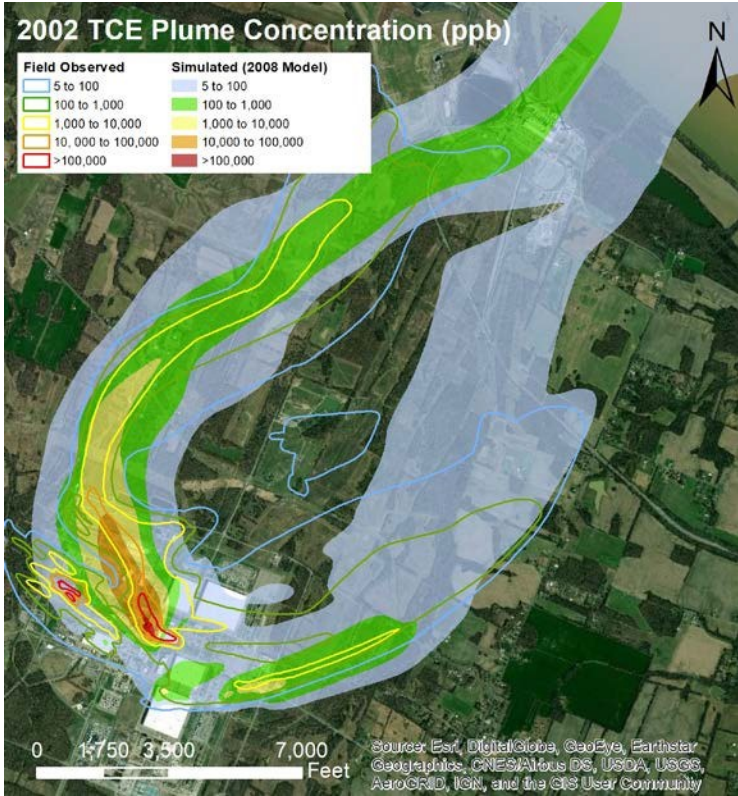 2002 TCE Plume Concentration (ppb)
N
Field Observed
Simulated (2008 Model)
5 to 100
5 to 100
100 to 1,000
100 to 1,000
1,000 to 10,000
1,000 to 10,000
10, 000 to 100,000
10,000 to 100,000
>100,000
>100,000
0 1,750 3,500 7,000
Feet
Source: Esri, DigitalGlobe, GeoEye, Earthstar
Geographics, CNES/Airbus DS, USDA, USGS,
AeroGRID, IGN, and the GIS User Community